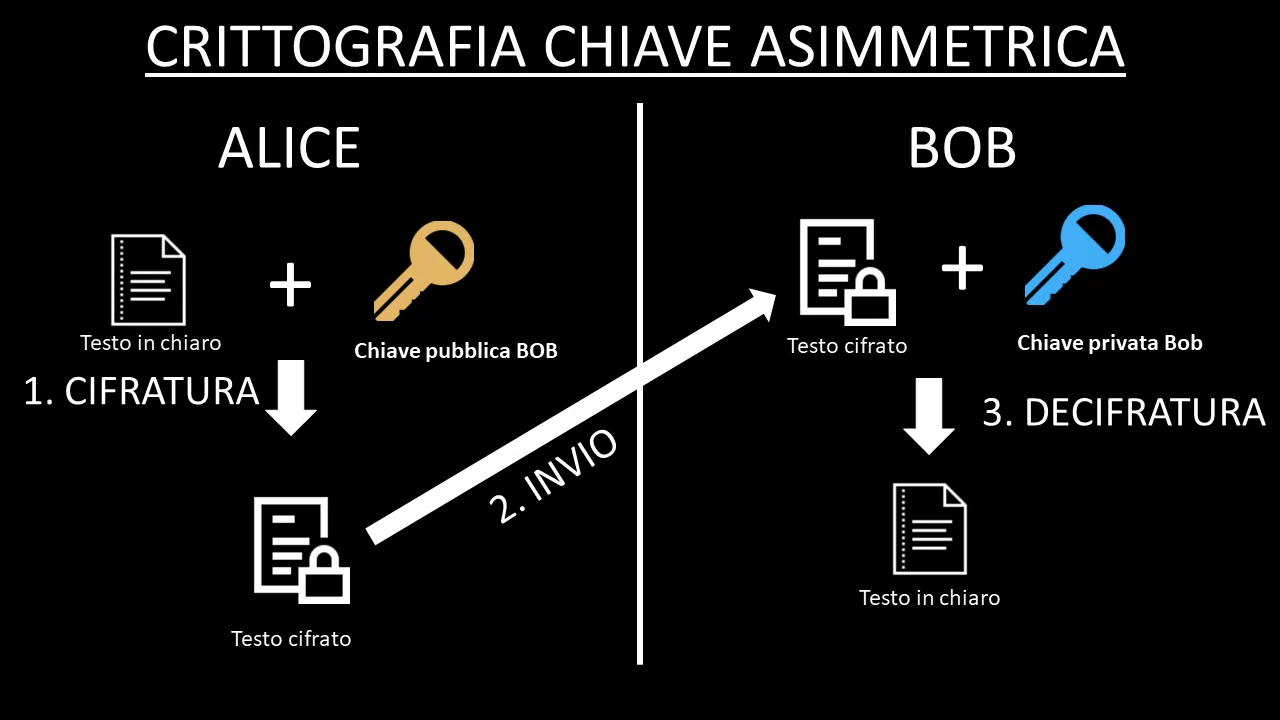 CRITTOGRAFIA CHIAVE ASIMMETRICA
ALICE
Testo in chiaro
+
Chiave pubblica BOB
1. CIFRATURA
Testo cifrato
2. INVIO
BOB
Testo cifrato
+
Chiave privata Bob
3. DECIFRATURA
Testo in chiaro